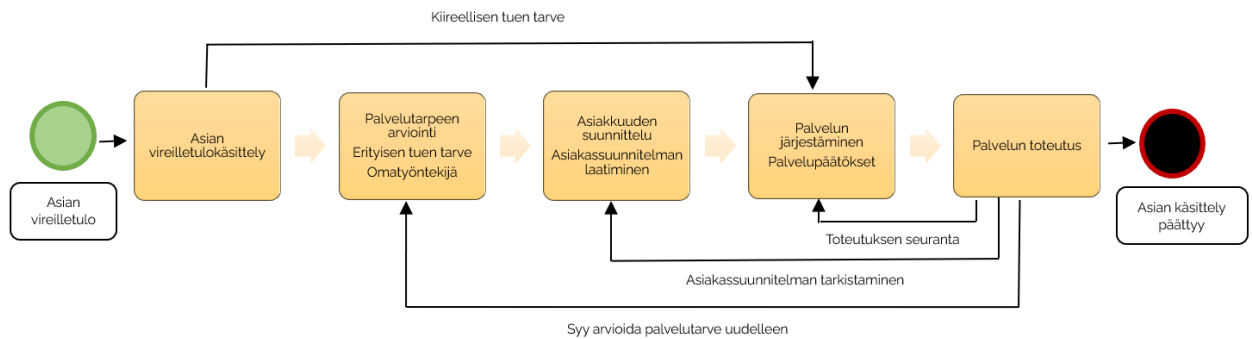 Kiireellisen tuen tarve
Asian
vireilletulo
Asian
vireilletulokäsittely
Palvelutarpeen
arviointi
Erityisen tuen tarve
Omatyöntekijä
Asiakkuuden
suunnittelu
Asiakassuunnitelman
laatiminen
Palvelun
järjestäminen
Palvelupäätökset
Palvelun toteutus
Asian käsittely
päättyy
Toteutuksen seuranta
Asiakassuunnitelman tarkistaminen
Syy arvioida palvelutarve uudelleen